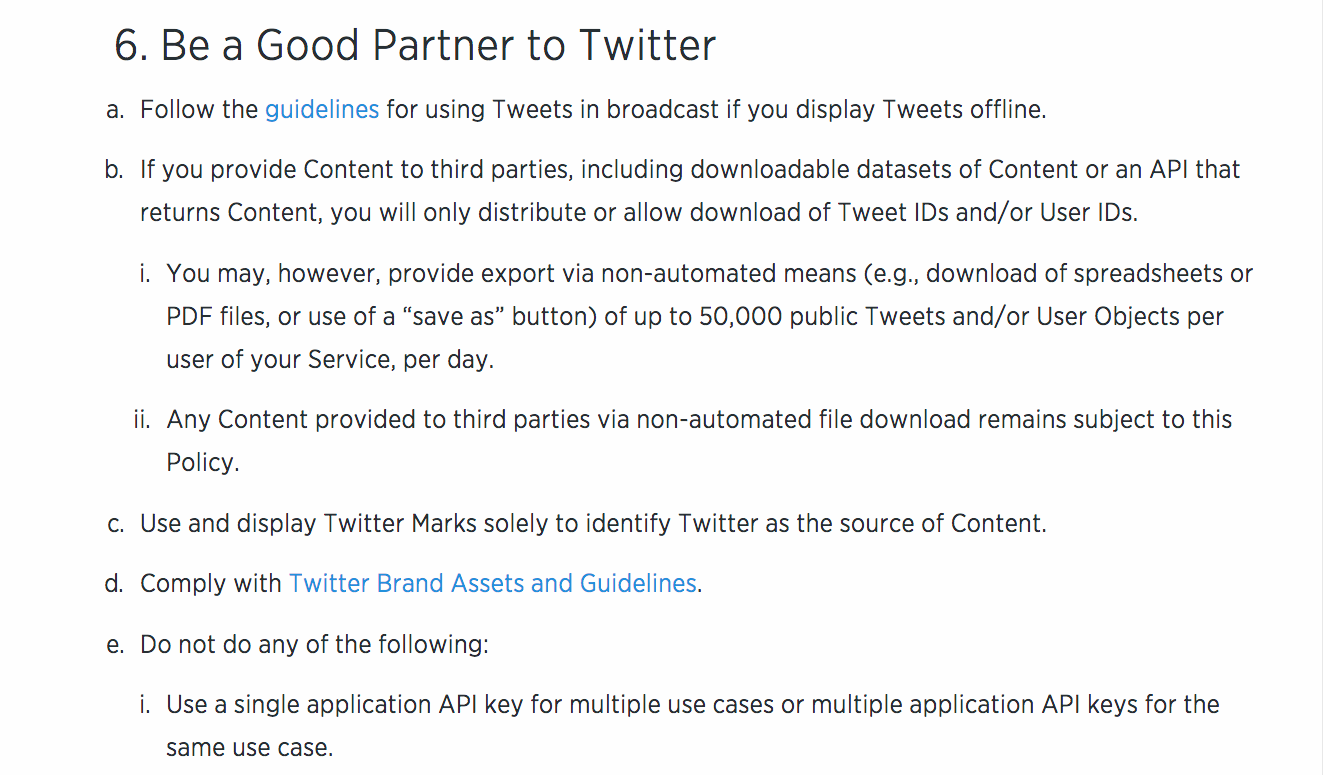 6. Be a Good Partner to Twitter
a. Follow the guidelines for using Tweets in broadcast if you display Tweets offline.
b. If you provide Content to third parties, including downloadable datasets of Content or an API that
returns Content, you will only distribute or allow download of Tweet IDs and/or User IDs.
i. You may, however, provide export via non-automated means (e.g., download of spreadsheets or
PDF files, or use of a “save as” button) of up to 50,000 public Tweets and/or User Objects per
user of your Service, per day.
ii. Any Content provided to third parties via non-automated file download remains subject to this
Policy.
c. Use and display Twitter Marks solely to identify Twitter as the source of Content.
d. Comply with Twitter Brand Assets and Guidelines.
e. Do not do any of the following:
i. Use a single application API key for multiple use cases or multiple application API keys for the
same use case.